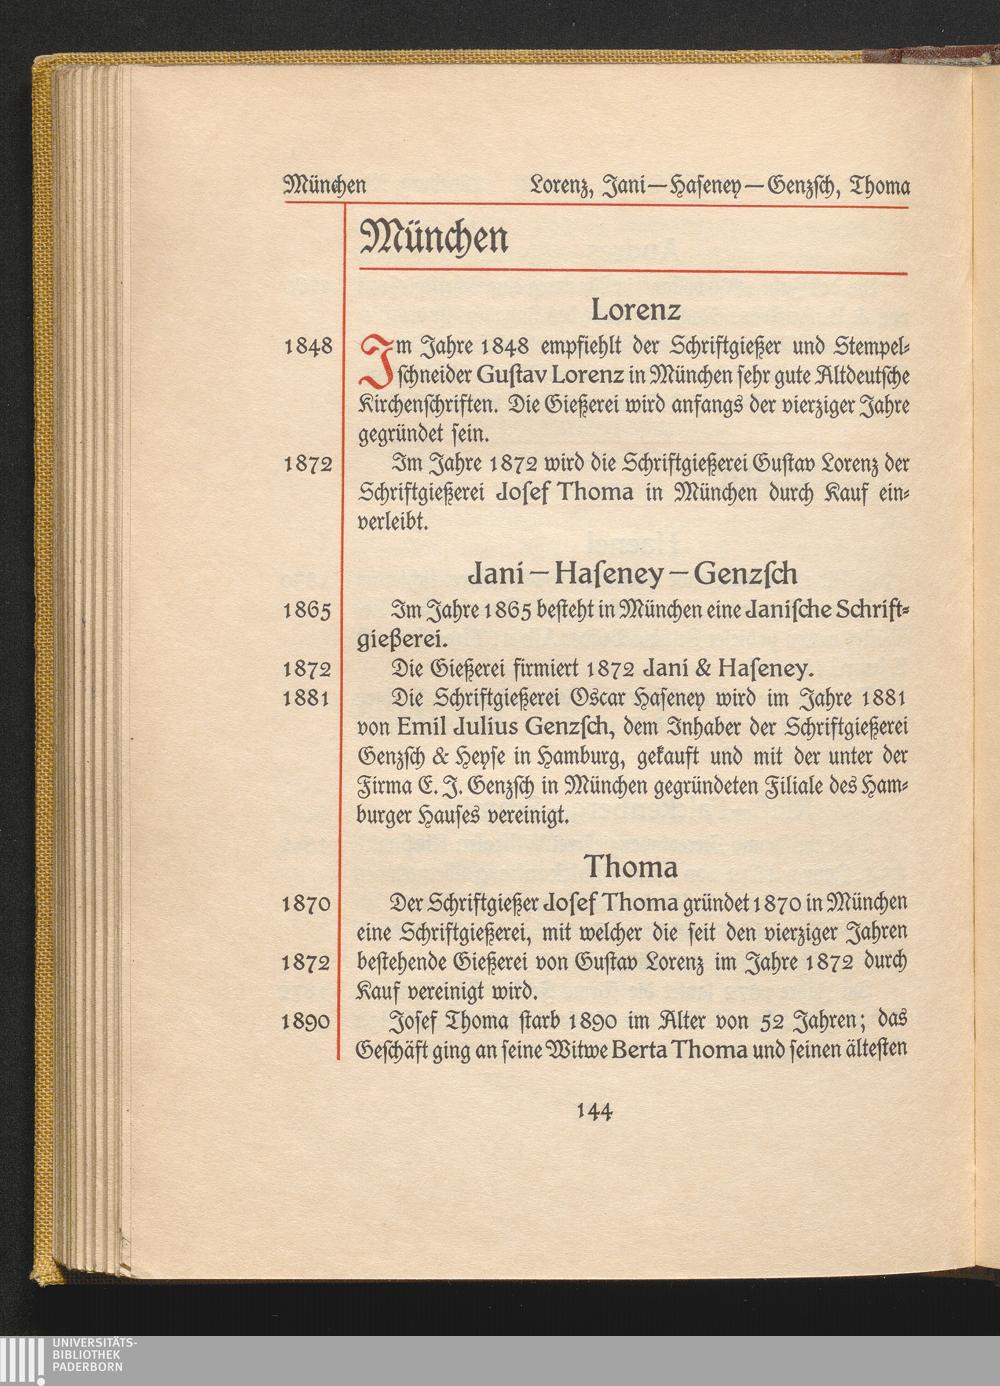 München Lorenz, Jani—Haſeney—Genzſch, Thoma
München
Lorenz
1848 Im Jahre 1848 empfiehlt der Schriftgießer und Stempel⸗
ſchneider Guſtav Lorenz in München ſehr gute Altdeutſche
Kirchenſchriften. Die Gießerei wird anfangs der vierziger Jahre
gegründet ſein.
1872 Im Jahre 1872 wird die Schriftgießerei Guſtav Lorenz der
Schriftgießerei Joſef Thoma in München durch Kauf ein⸗
verleibt.
Jani—Haſeney—Genzſch
1865 Im Jahre 1865 beſteht in München eine Janiſche Schrift⸗
gießerei.
1872 Die Gießerei firmiert 1872 Jani & Haſeney.
1881 Die Schriftgießerei Oscar Haſeney wird im Jahre 1881
von Emil Julius Genzſch, dem Inhaber der Schriftgießerei
Genzſch & Heyſe in Hamburg, gekauft und mit der unter der
Firma E. J. Genzſch in München gegründeten Filiale des Ham⸗
burger Hauſes vereinigt.
Thoma
1870 Der Schriftgießer Joſef Thoma gründet 1870 in München
eine Schriftgießerei, mit welcher die ſeit den vierziger Jahren
1872 beſtehende Gießerei von Guſtav Lorenz im Jahre 1872 durch
Kauf vereinigt wird.
1890 Joſef Thoma ſtarb 1890 im Alter von 52 Jahren; das
Geſchäft ging an ſeine Witwe Berta Thoma und ſeinen älteſten
144
UNIVERSITÄTS-
BIBLIOTHEK
PADERBORN